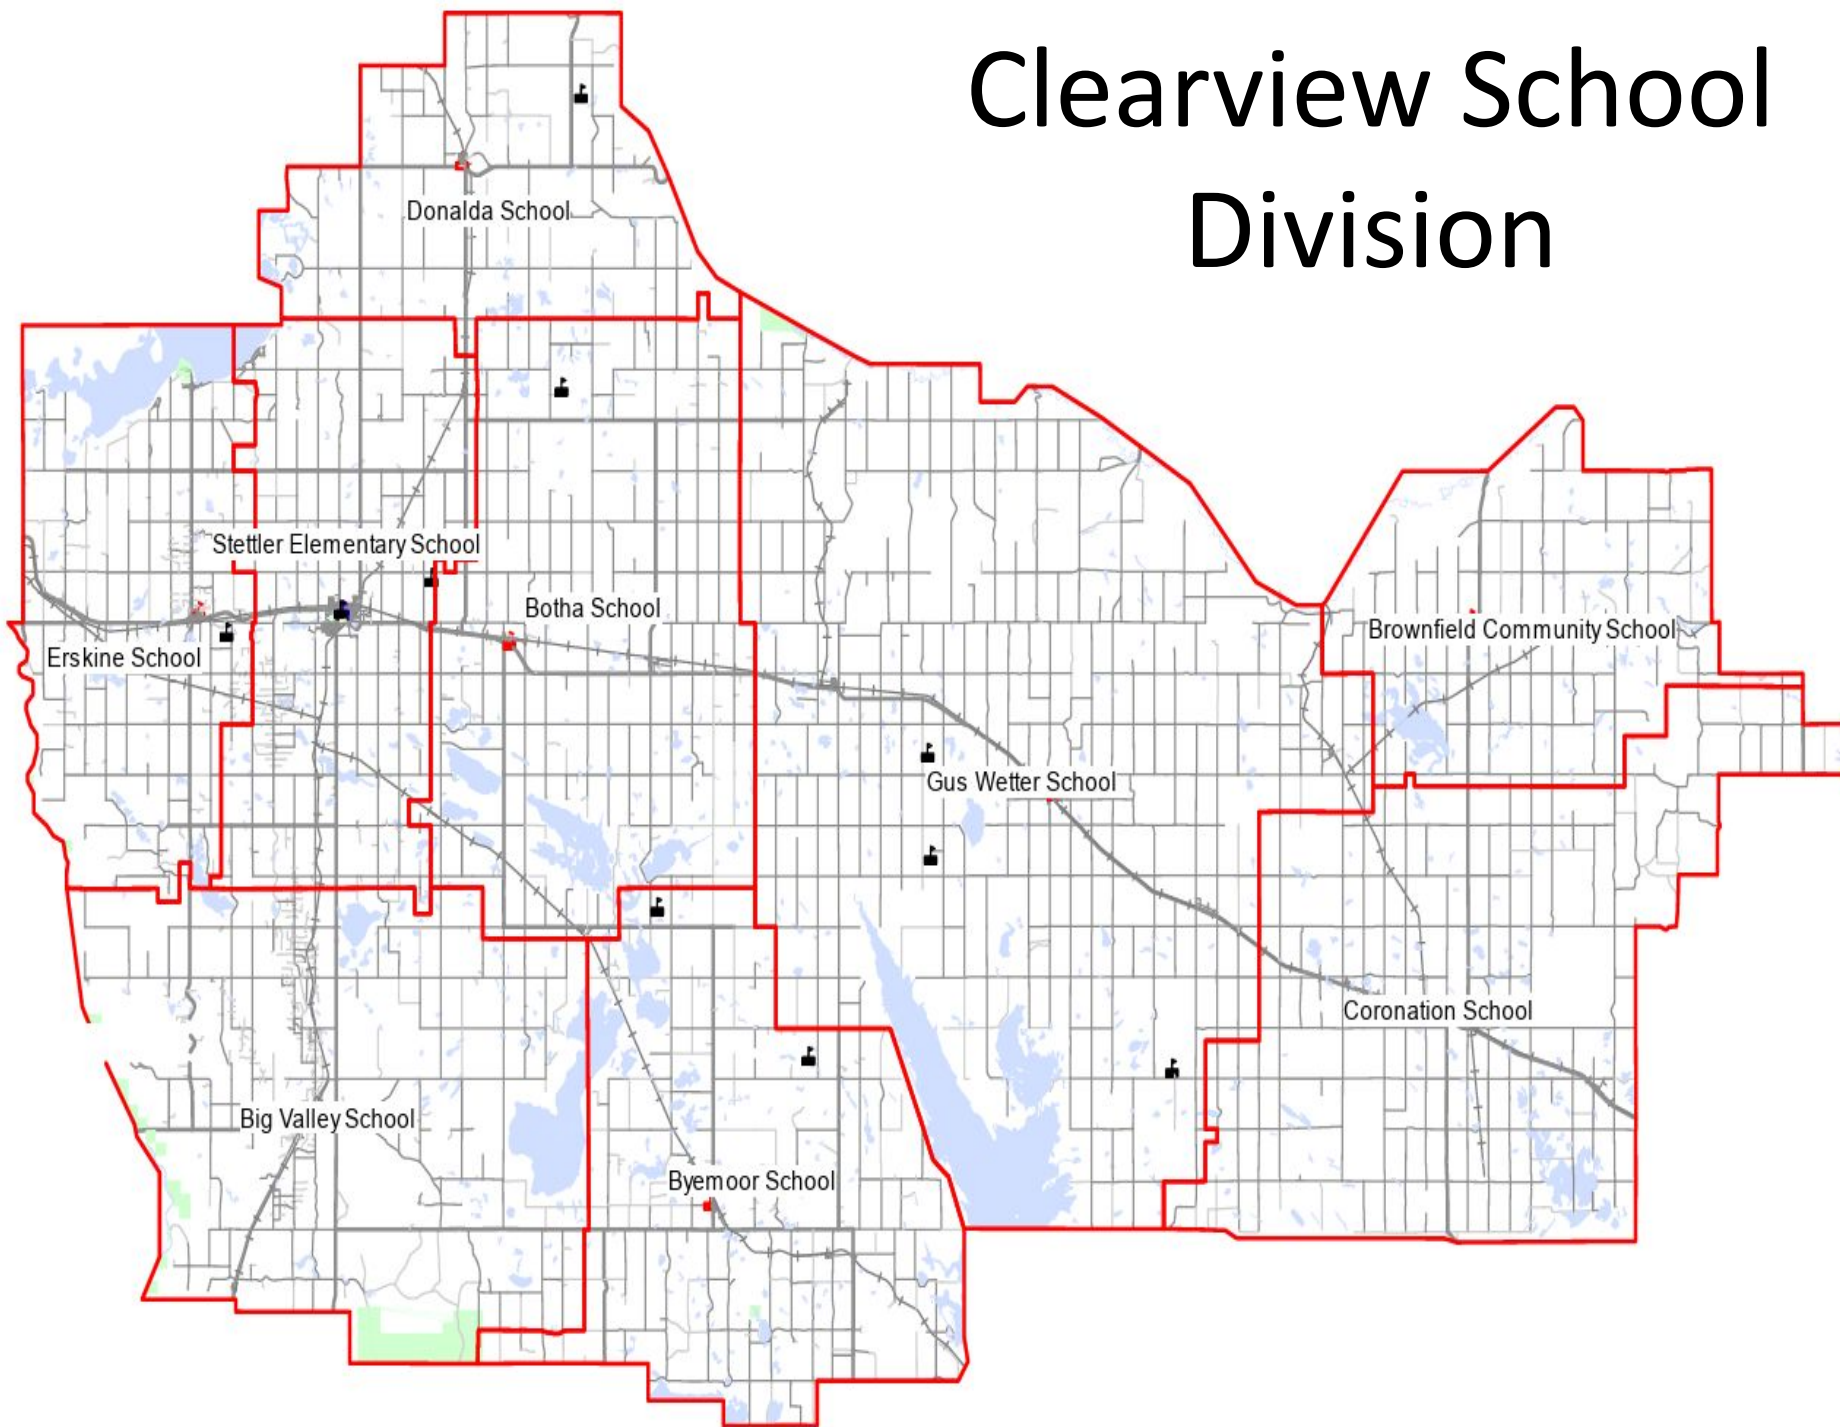 Clearview School
Division
Donalda School
Stettler Elementary School
Botha School
Erskine School
Brownfield Community School
Gus Wetter School
Coronation School
Big Valley School
Byemoor School